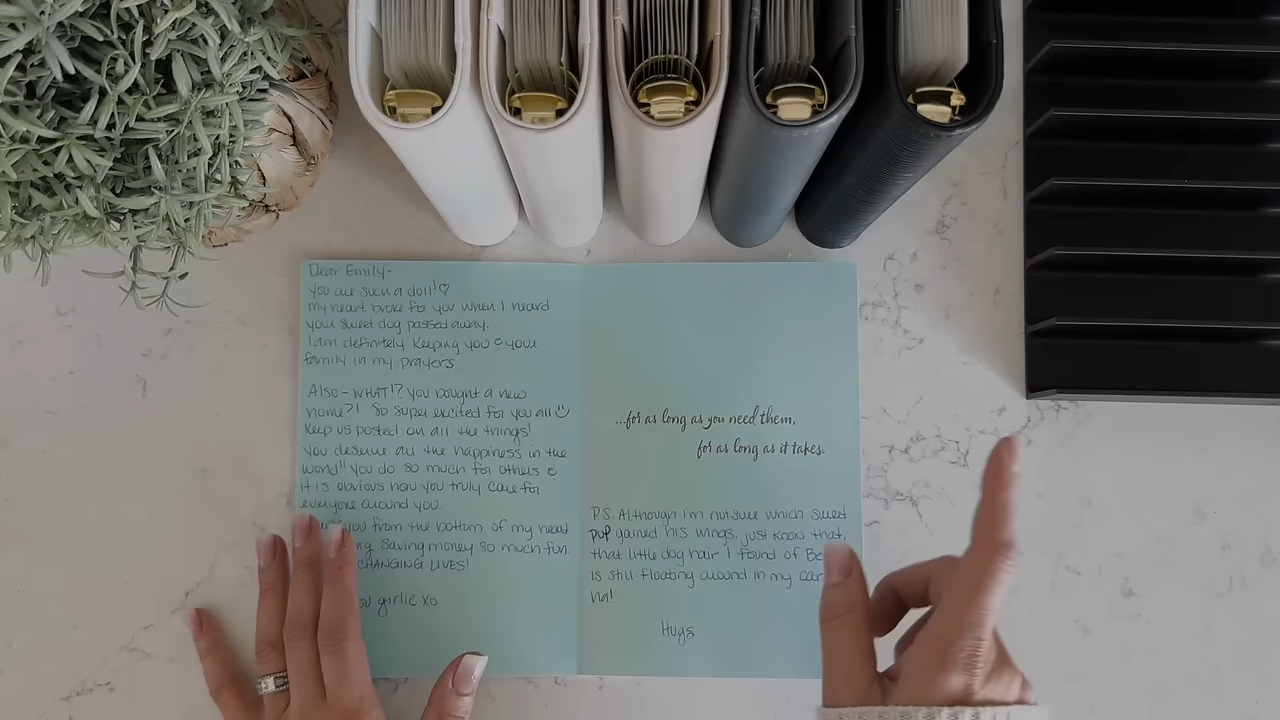 Dear Emily-
you are such a doll!♡
my heart broke for you when I heard
your sweet dog passed away.
I am definitely keeping you & your
family in my prayers.
Also - WHAT!? you bought a new
home?! So super excited for you all ☺
Keep us posted on all the things!
you deserve all the happiness in the
world!! you do so much for others &
it is obvious how you truly care for
everyone around you.
you from the bottom of my heart
saving money so much fun.
CHANGING LIVES!
girlie xo
...for as long as you need them,
for as long as it takes.
P.S. Although I'm not sure which sweet
pup gained his wings, just know that
that little dog hair I found of
is still floating around in my car
ha!
Hugs